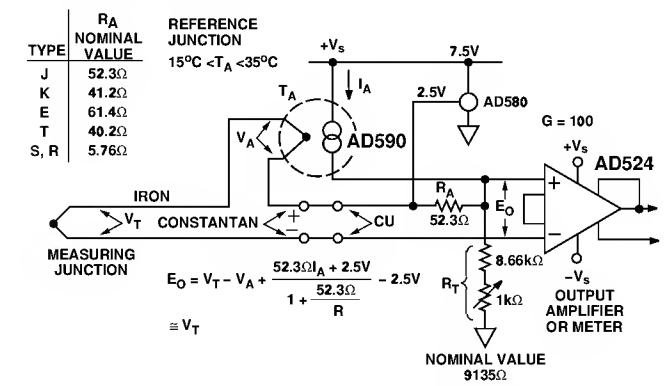 TYPE
R_A NOMINAL VALUE
J 52.3Ω
K 41.2Ω
E 61.4Ω
T 40.2Ω
S, R 5.76Ω
REFERENCE
JUNCTION
15°C <T_A <35°C
+V_S
7.5V
I_A
2.5V
AD580
T_A
V_A
AD590
G = 100
+V_S
AD524
+
−
−V_S
OUTPUT
AMPLIFIER
OR METER
IRON
V_T
CONSTANTAN
+
−
CU
R_A
52.3Ω
E_O
MEASURING
JUNCTION
8.66kΩ
R_T
1kΩ
E_O = V_T − V_A + (52.3ΩI_A + 2.5V) / (1 + 52.3Ω / R) − 2.5V
≅ V_T
NOMINAL VALUE
9135Ω